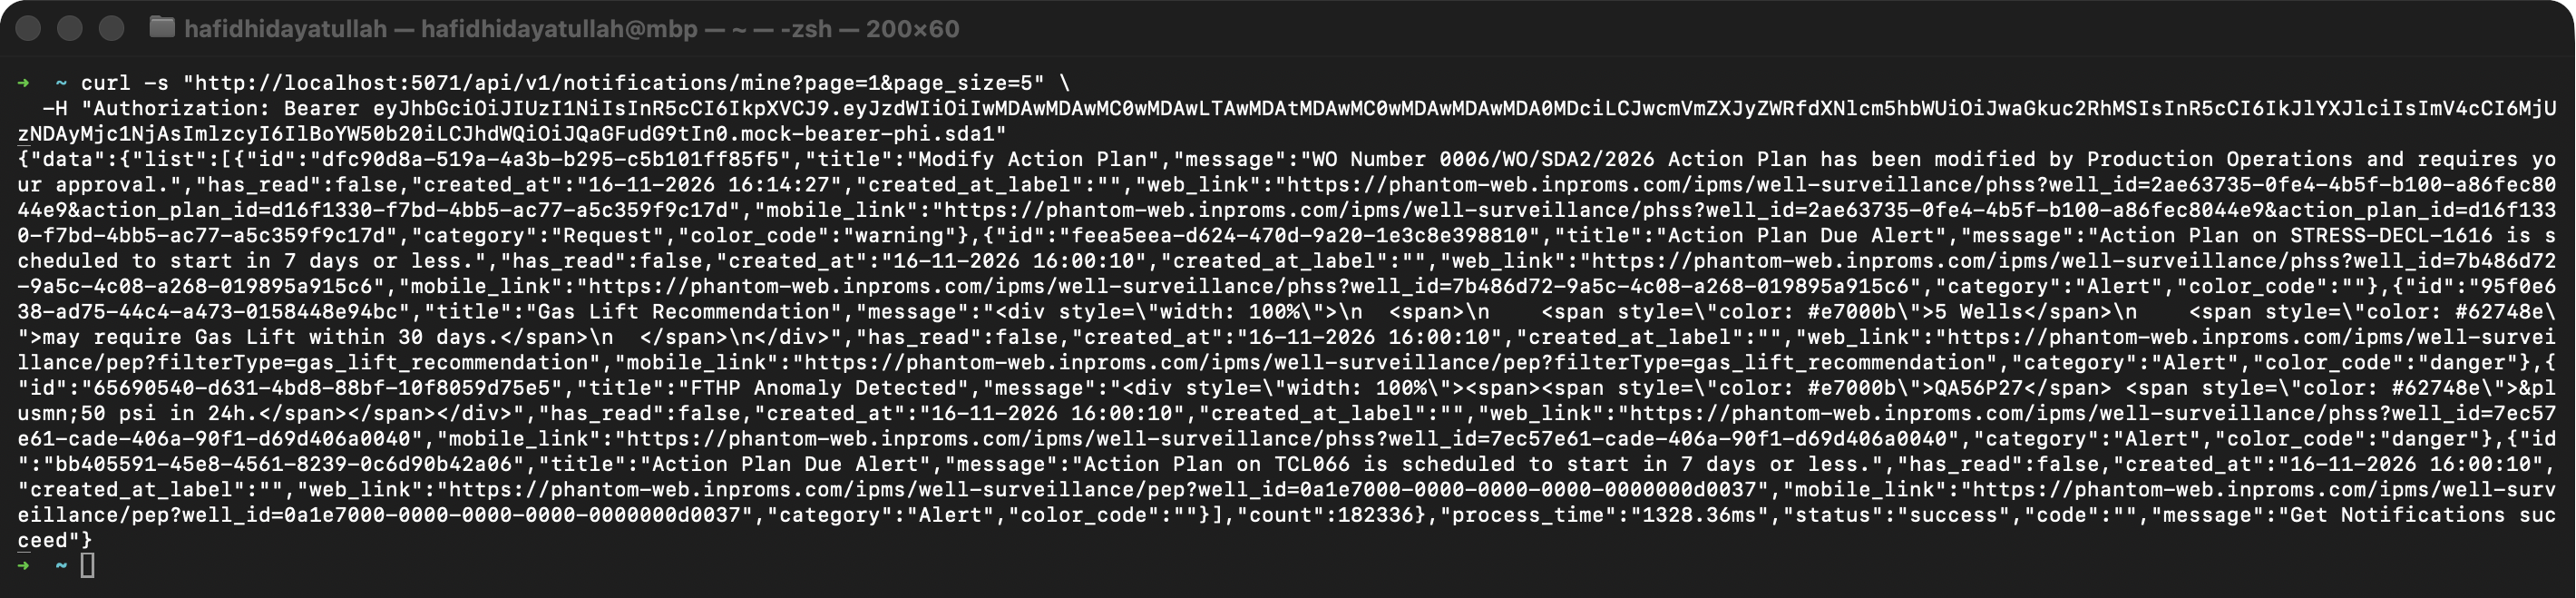 hafidhidayatullah — hafidhidayatullah@mbp — ~ — -zsh — 200×60
➜  ~ curl -s "http://localhost:5071/api/v1/notifications/mine?page=1&page_size=5" \
  -H "Authorization: Bearer eyJhbGciOiJIUzI1NiIsInR5cCI6IkpXVCJ9.eyJzdWIiOiIwMDAwMDAwMC0wMDAwLTAwMDAtMDAwMC0wMDAwMDAwMDA0MDciLCJwcmVmZXJyZWRfdXNlcm5hbWUiOiJwaGkuc2RhMSIsInR5cCI6IkJlYXJlciIsImV4cCI6MjU
zNDAyMjc1NjAsImlzcyI6IlBoYW50b20iLCJhdWQiOiJQaGFudG9tIn0.mock-bearer-phi.sda1"
{"data":{"list":[{"id":"dfc90d8a-519a-4a3b-b295-c5b101ff85f5","title":"Modify Action Plan","message":"WO Number 0006/WO/SDA2/2026 Action Plan has been modified by Production Operations and requires yo
ur approval.","has_read":false,"created_at":"16-11-2026 16:14:27","created_at_label":"","web_link":"https://phantom-web.inproms.com/ipms/well-surveillance/phss?well_id=2ae63735-0fe4-4b5f-b100-a86fec80
44e9&action_plan_id=d16f1330-f7bd-4bb5-ac77-a5c359f9c17d","mobile_link":"https://phantom-web.inproms.com/ipms/well-surveillance/phss?well_id=2ae63735-0fe4-4b5f-b100-a86fec8044e9&action_plan_id=d16f133
0-f7bd-4bb5-ac77-a5c359f9c17d","category":"Request","color_code":"warning"},{"id":"feea5eea-d624-470d-9a20-1e3c8e398810","title":"Action Plan Due Alert","message":"Action Plan on STRESS-DECL-1616 is s
cheduled to start in 7 days or less.","has_read":false,"created_at":"16-11-2026 16:00:10","created_at_label":"","web_link":"https://phantom-web.inproms.com/ipms/well-surveillance/phss?well_id=7b486d72
-9a5c-4c08-a268-019895a915c6","mobile_link":"https://phantom-web.inproms.com/ipms/well-surveillance/phss?well_id=7b486d72-9a5c-4c08-a268-019895a915c6","category":"Alert","color_code":""},{"id":"95f0e6
38-ad75-44c4-a473-0158448e94bc","title":"Gas Lift Recommendation","message":"<div style=\"width: 100%\">\n  <span>\n    <span style=\"color: #e7000b\">5 Wells</span>\n    <span style=\"color: #62748e\
">may require Gas Lift within 30 days.</span>\n  </span>\n</div>","has_read":false,"created_at":"16-11-2026 16:00:10","created_at_label":"","web_link":"https://phantom-web.inproms.com/ipms/well-survei
llance/pep?filterType=gas_lift_recommendation","mobile_link":"https://phantom-web.inproms.com/ipms/well-surveillance/pep?filterType=gas_lift_recommendation","category":"Alert","color_code":"danger"},{
"id":"65690540-d631-4bd8-88bf-10f8059d75e5","title":"FTHP Anomaly Detected","message":"<div style=\"width: 100%\"><span><span style=\"color: #e7000b\">QA56P27</span> <span style=\"color: #62748e\">&pl
usmn;50 psi in 24h.</span></span></div>","has_read":false,"created_at":"16-11-2026 16:00:10","created_at_label":"","web_link":"https://phantom-web.inproms.com/ipms/well-surveillance/phss?well_id=7ec57
e61-cade-406a-90f1-d69d406a0040","mobile_link":"https://phantom-web.inproms.com/ipms/well-surveillance/phss?well_id=7ec57e61-cade-406a-90f1-d69d406a0040","category":"Alert","color_code":"danger"},{"id
":"bb405591-45e8-4561-8239-0c6d90b42a06","title":"Action Plan Due Alert","message":"Action Plan on TCL066 is scheduled to start in 7 days or less.","has_read":false,"created_at":"16-11-2026 16:00:10",
"created_at_label":"","web_link":"https://phantom-web.inproms.com/ipms/well-surveillance/pep?well_id=0a1e7000-0000-0000-0000-0000000d0037","mobile_link":"https://phantom-web.inproms.com/ipms/well-surv
eillance/pep?well_id=0a1e7000-0000-0000-0000-0000000d0037","category":"Alert","color_code":""}],"count":182336},"process_time":"1328.36ms","status":"success","code":"","message":"Get Notifications suc
ceed"}
➜  ~